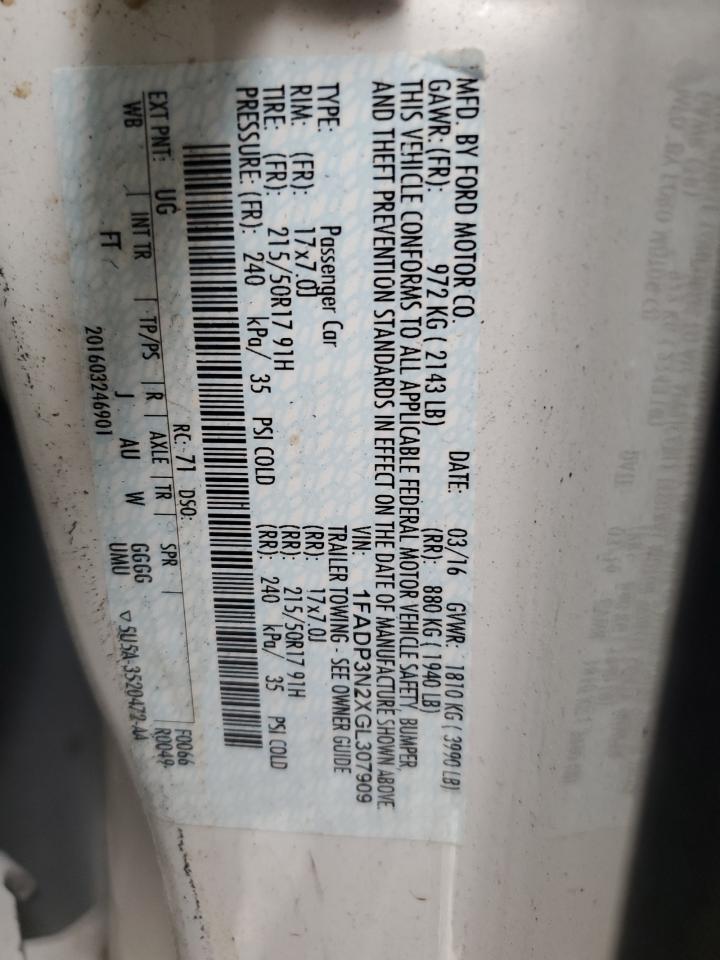 MFD. BY FORD MOTOR CO.
DATE: 03/16 GVWR: 1810 KG ( 3990 LB)
GAWR: (FR): 972 KG ( 2143 LB) (RR): 880 KG ( 1940 LB)
THIS VEHICLE CONFORMS TO ALL APPLICABLE FEDERAL MOTOR VEHICLE SAFETY, BUMPER,
AND THEFT PREVENTION STANDARDS IN EFFECT ON THE DATE OF MANUFACTURE SHOWN ABOVE
VIN: 1FADP3N2XGL307909
TYPE: Passenger Car TRAILER TOWING - SEE OWNER GUIDE
RIM: (FR): 17x7.0J (RR): 17x7.0J
TIRE: (FR): 215/50R17 91H (RR): 215/50R17 91H
PRESSURE: (FR): 240 kPa/ 35 PSI COLD (RR): 240 kPa/ 35 PSI COLD
F0066
R0049
EXT PNT: UG RC: 71 DSO:
WB INT TR TP/PS R AXLE TR SPR
FT J AU W GGGG
UMU
201603246901 ▽5U5A-3520472-AA